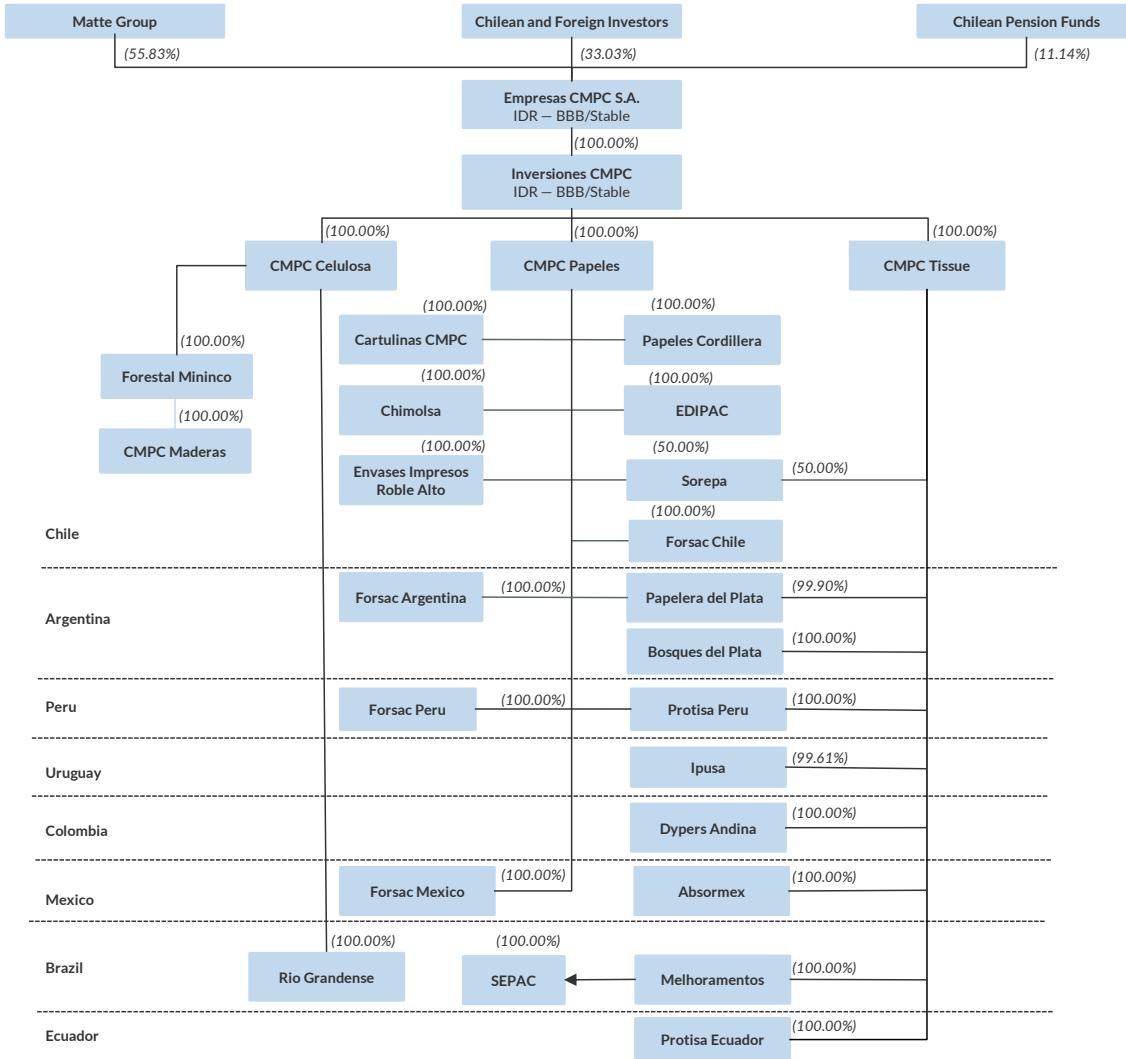 Matte Group
Chilean and Foreign Investors
Chilean Pension Funds
(55.83%)
(33.03%)
(11.14%)
Empresas CMPC S.A.
IDR — BBB/Stable
(100.00%)
Inversiones CMPC
IDR — BBB/Stable
(100.00%)
(100.00%)
(100.00%)
CMPC Celulosa
CMPC Papeles
CMPC Tissue
(100.00%)
(100.00%)
Cartulinas CMPC
Papeles Cordillera
(100.00%)
Forestal Mininco
(100.00%)
(100.00%)
Chimolsa
EDIPAC
(100.00%)
CMPC Maderas
(100.00%)
(50.00%)
Envases Impresos
Roble Alto
Sorepa
(50.00%)
(100.00%)
Forsac Chile
Chile
Forsac Argentina
(100.00%)
Papelera del Plata
(99.90%)
Argentina
Bosques del Plata
(100.00%)
Peru
Forsac Peru
(100.00%)
Protisa Peru
(100.00%)
Uruguay
Ipusa
(99.61%)
Colombia
Dypers Andina
(100.00%)
Mexico
Forsac Mexico
(100.00%)
Absormex
(100.00%)
(100.00%)
(100.00%)
Brazil
Rio Grandense
SEPAC
Melhoramentos
(100.00%)
Ecuador
Protisa Ecuador
(100.00%)